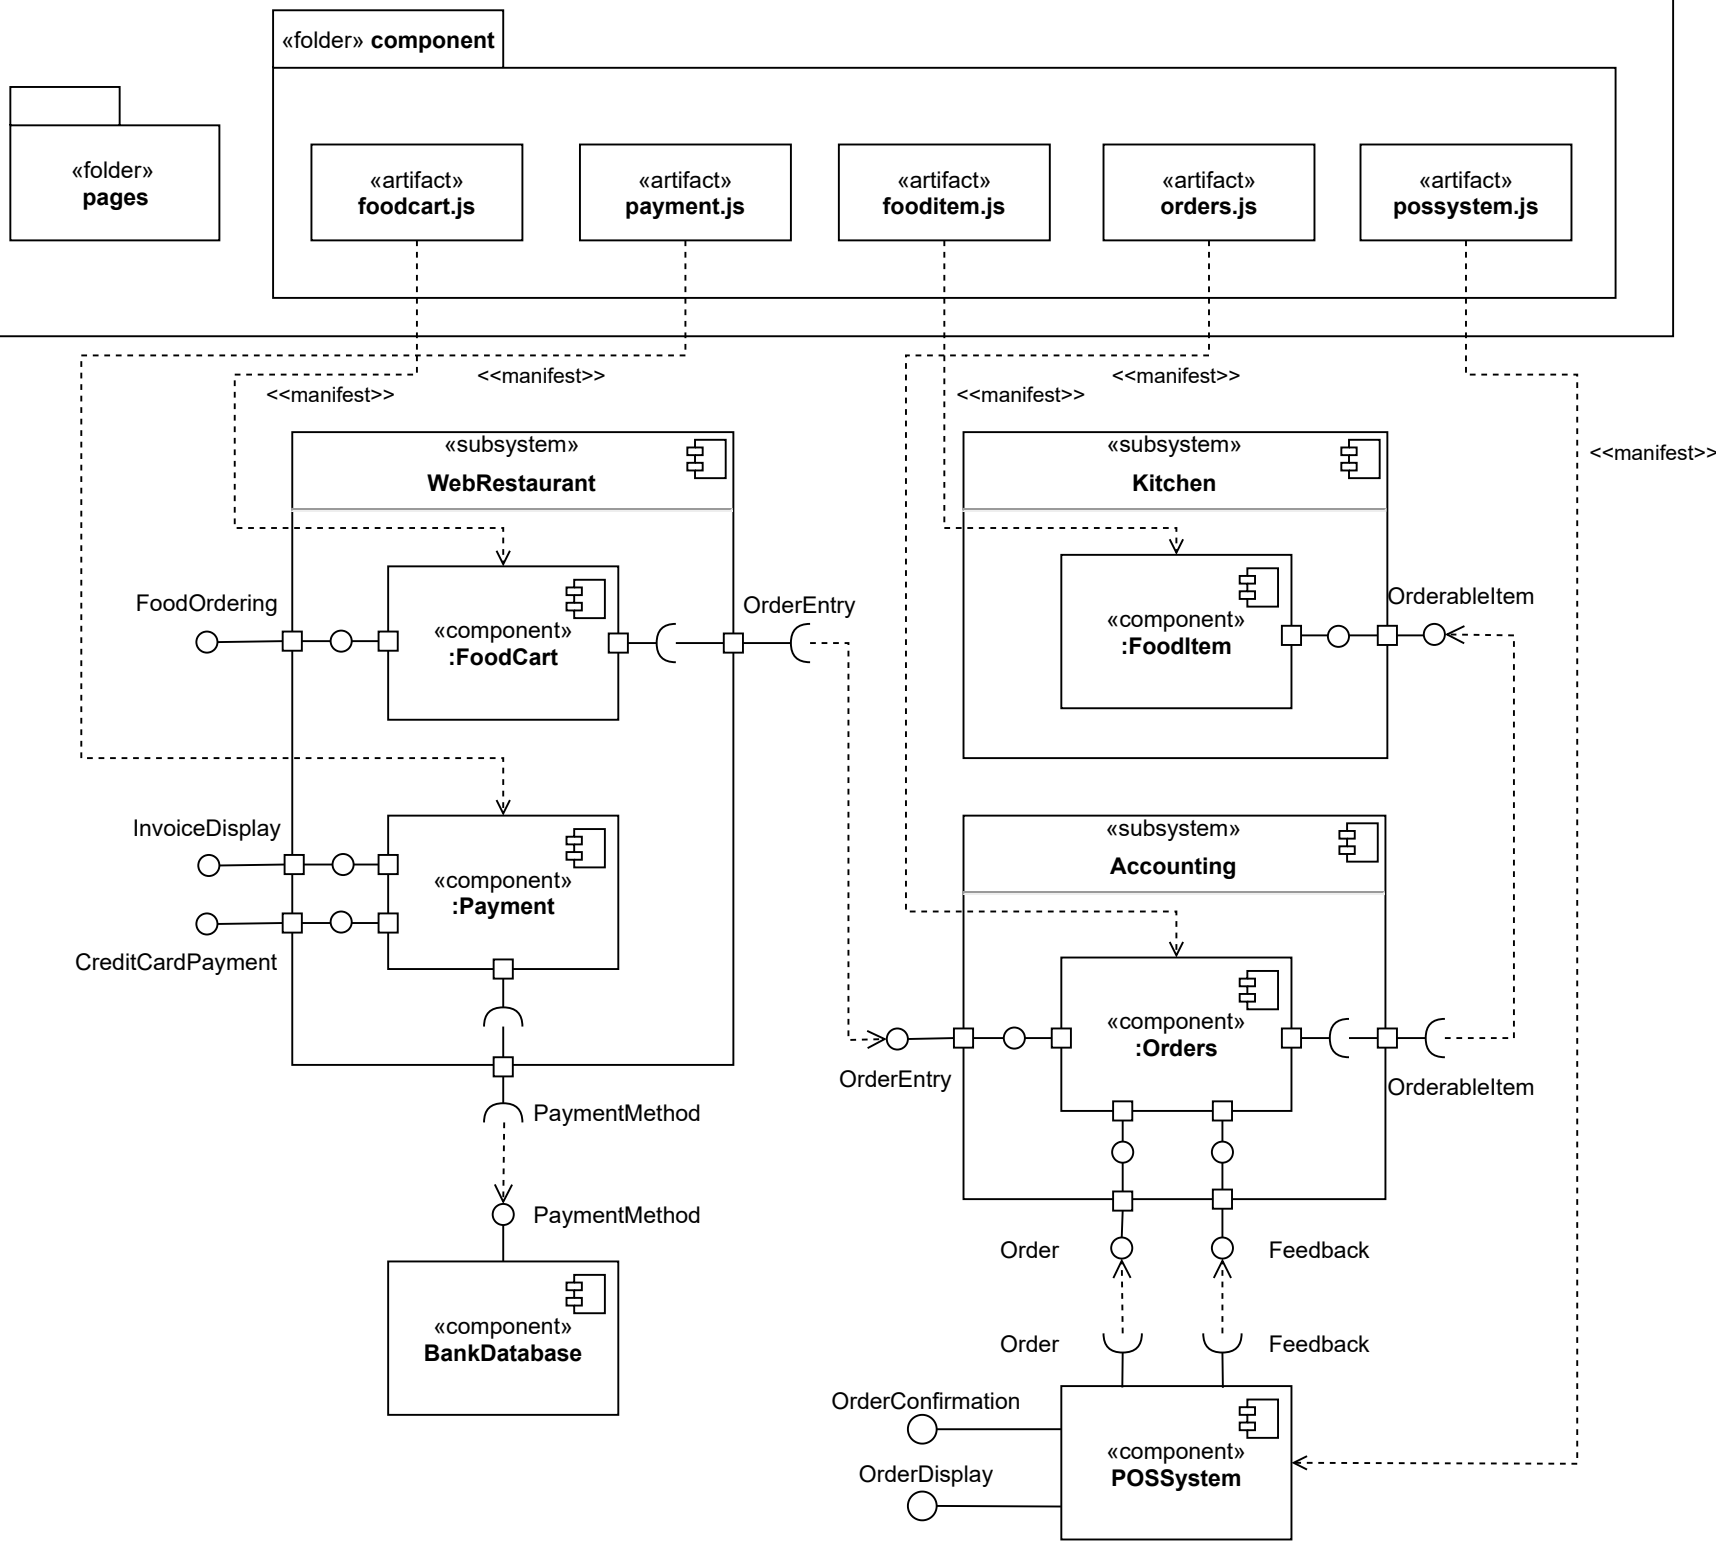 «folder» component
«folder»
pages
«artifact»
foodcart.js
«artifact»
payment.js
«artifact»
fooditem.js
«artifact»
orders.js
«artifact»
possystem.js
<<manifest>>
<<manifest>>
<<manifest>>
<<manifest>>
<<manifest>>
«subsystem»
WebRestaurant
«subsystem»
Kitchen
FoodOrdering
«component»
:FoodCart
OrderEntry
«component»
:FoodItem
OrderableItem
InvoiceDisplay
«component»
:Payment
CreditCardPayment
«subsystem»
Accounting
«component»
:Orders
OrderEntry
OrderableItem
PaymentMethod
PaymentMethod
«component»
BankDatabase
Order
Feedback
Order
Feedback
OrderConfirmation
OrderDisplay
«component»
POSSystem